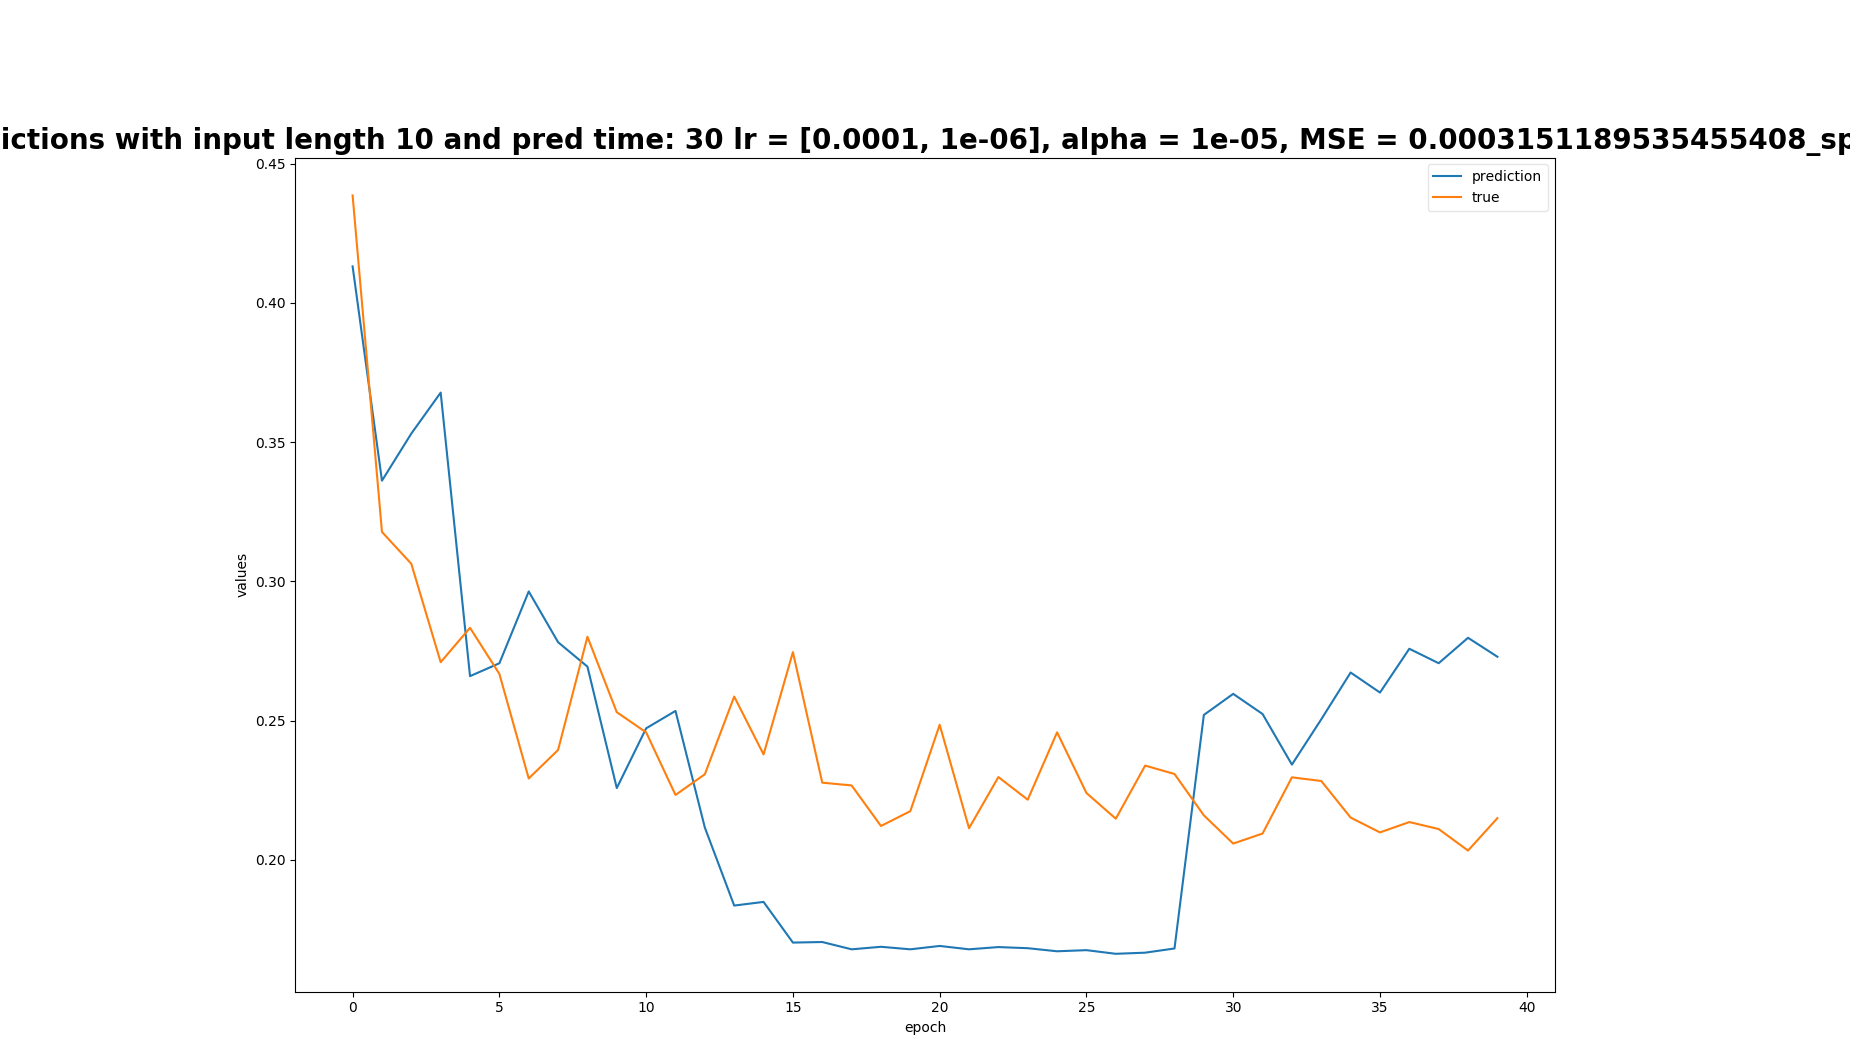 ictions with input length 10 and pred time: 30 lr = [0.0001, 1e-06], alpha = 1e-05, MSE = 0.0003151189535455408_sp
prediction
true
0.45
0.40
0.35
0.30
0.25
0.20
values
0 5 10 15 20 25 30 35 40
epoch